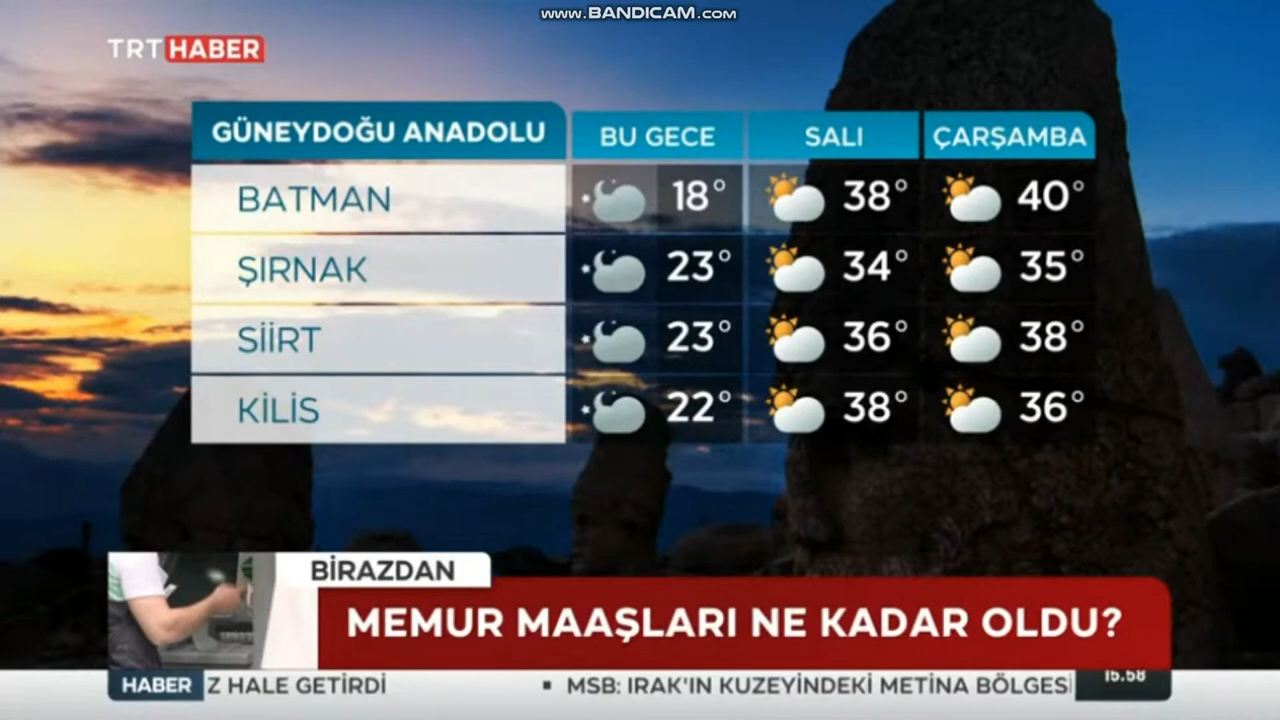 www.BANDICAM.com
TRT HABER
GÜNEYDOĞU ANADOLU BU GECE SALI ÇARŞAMBA
BATMAN 18° 38° 40°
ŞIRNAK 23° 34° 35°
SİİRT 23° 36° 38°
KİLİS 22° 38° 36°
BİRAZDAN
MEMUR MAAŞLARI NE KADAR OLDU?
HABER Z HALE GETİRDİ ▪ MSB: IRAK'IN KUZEYİNDEKİ METİNA BÖLGESİ 15.58